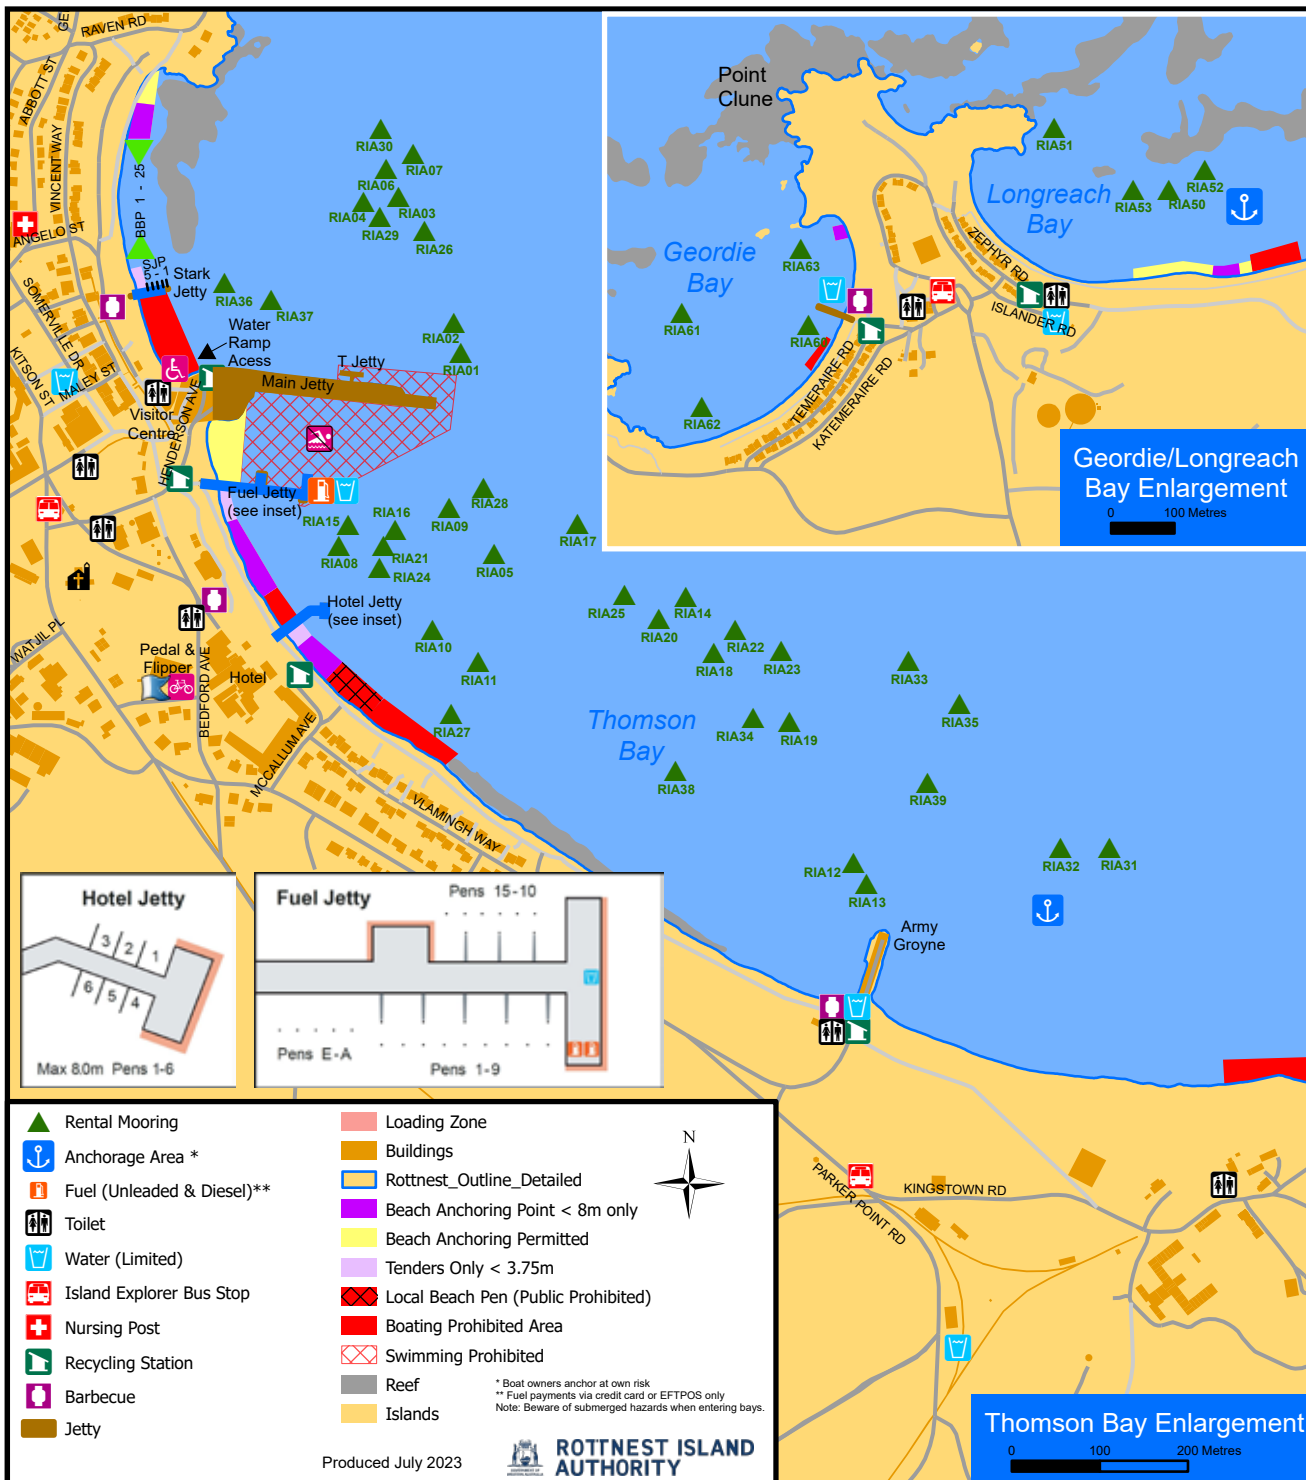 GE
RAVEN RD
ABBOTT ST
VINCENT WAY
ANGELO ST
BBP 1 - 25
SJP
5 - 1
Stark
Jetty
SOMERVILLE DR
KITSON ST
MALEY ST
Water
Ramp
Acess
T Jetty
Main Jetty
Visitor
Centre
HENDERSON AVE
Fuel Jetty
(see inset)
Hotel Jetty
(see inset)
WATJIL PL
Pedal &
Flipper
Hotel
BEDFORD AVE
MCCALLUM AVE
VLAMINGH WAY
RIA30
RIA07
RIA06
RIA04
RIA03
RIA29
RIA26
RIA36
RIA37
RIA02
RIA01
RIA28
RIA09
RIA16
RIA15
RIA17
RIA08
RIA21
RIA24
RIA05
RIA25
RIA14
RIA20
RIA10
RIA22
RIA18
RIA23
RIA11
RIA33
RIA27
RIA34
RIA19
RIA35
RIA38
RIA39
RIA12
RIA13
RIA32
RIA31
Thomson
Bay
Army
Groyne
PARKER POINT RD
KINGSTOWN RD
Point
Clune
Geordie
Bay
Longreach
Bay
RIA51
RIA52
RIA53
RIA50
RIA63
RIA61
RIA60
RIA62
ZEPHYR RD
ISLANDER RD
TEMERAIRE RD
KATEMERAIRE RD
Geordie/Longreach
Bay Enlargement
0 100 Metres
Hotel Jetty
3 2 1
6 5 4
Max 8.0m Pens 1-6
Fuel Jetty
Pens 15-10
Pens E-A
Pens 1-9
Rental Mooring
Anchorage Area *
Fuel (Unleaded & Diesel)**
Toilet
Water (Limited)
Island Explorer Bus Stop
Nursing Post
Recycling Station
Barbecue
Jetty
Loading Zone
Buildings
Rottnest_Outline_Detailed
Beach Anchoring Point < 8m only
Beach Anchoring Permitted
Tenders Only < 3.75m
Local Beach Pen (Public Prohibited)
Boating Prohibited Area
Swimming Prohibited
Reef
Islands
N
* Boat owners anchor at own risk
** Fuel payments via credit card or EFTPOS only
Note: Beware of submerged hazards when entering bays.
Produced July 2023
ROTTNEST ISLAND
AUTHORITY
Thomson Bay Enlargement
0 100 200 Metres